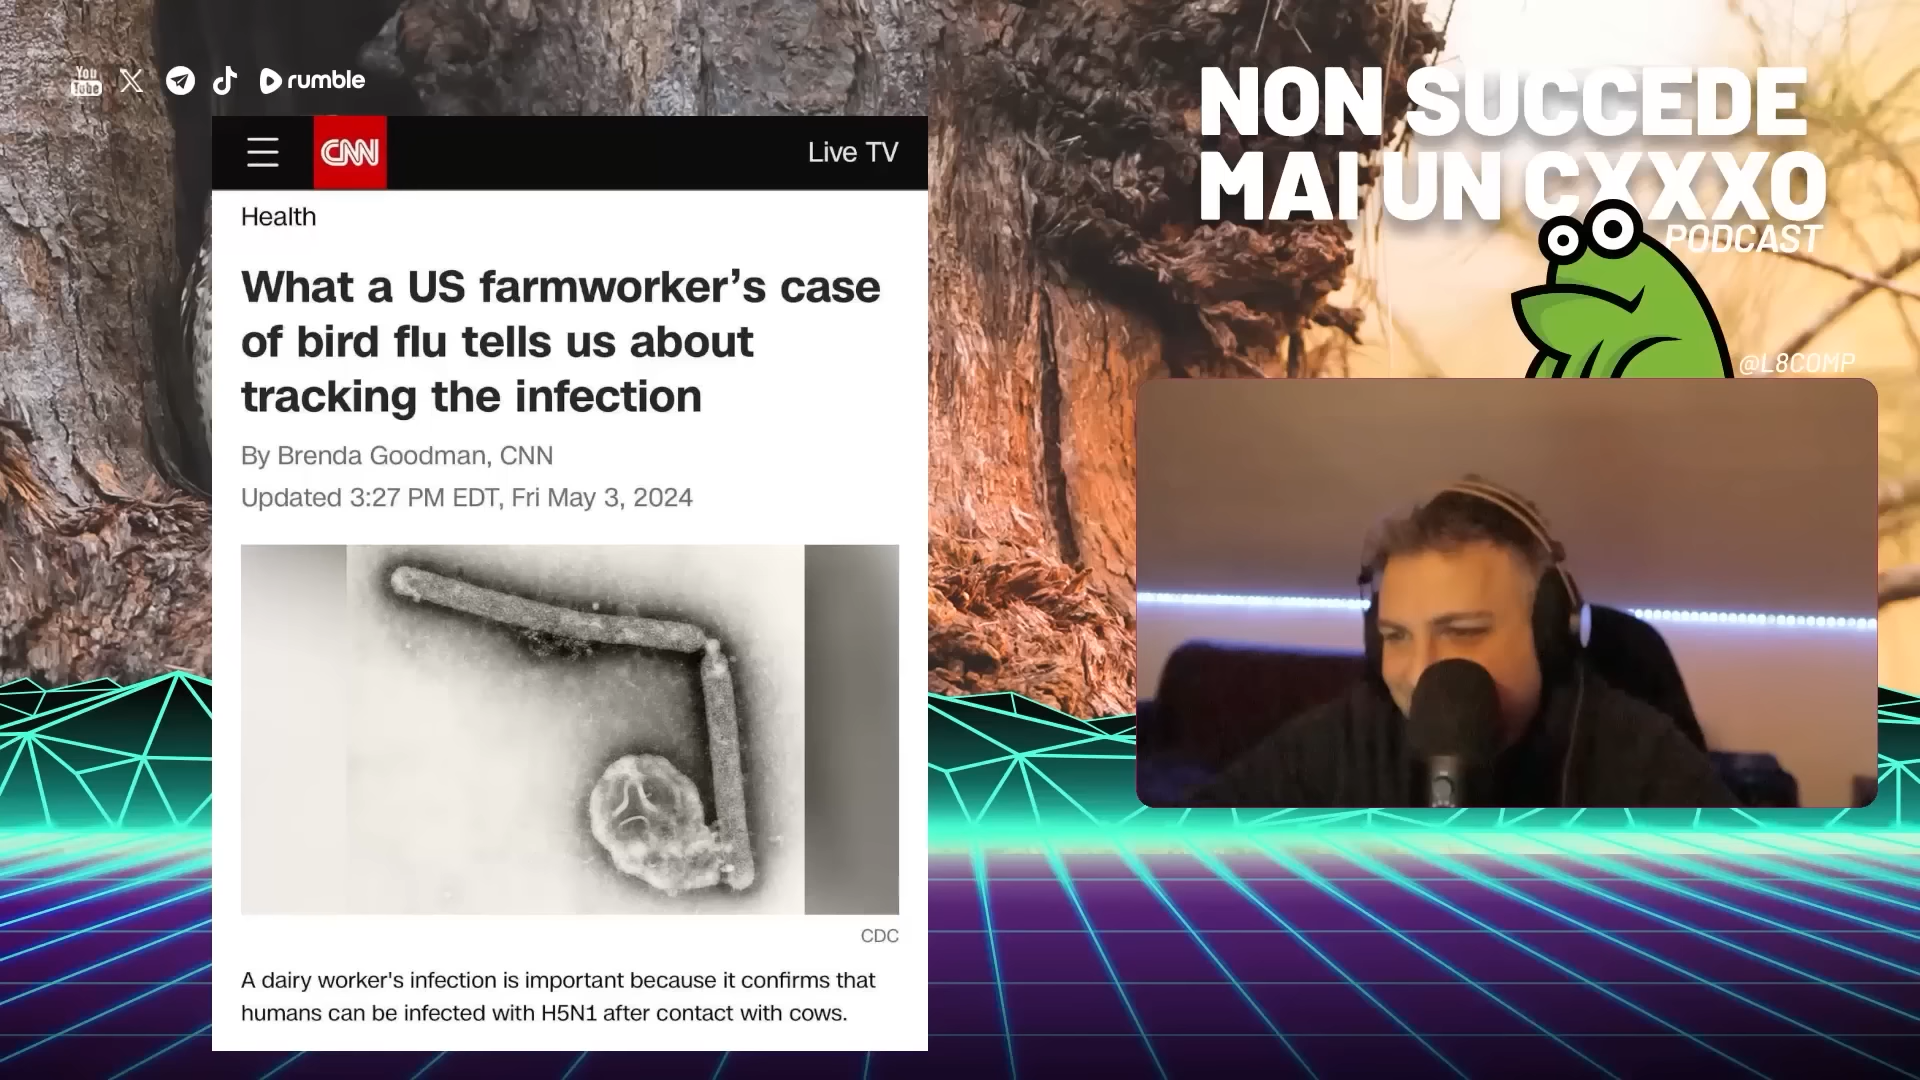 You
Tube
rumble
NON SUCCEDE
MAI UN CXXXO
PODCAST
@L8COMP
CNN
Live TV
Health
What a US farmworker’s case
of bird flu tells us about
tracking the infection
By Brenda Goodman, CNN
Updated 3:27 PM EDT, Fri May 3, 2024
CDC
A dairy worker's infection is important because it confirms that
humans can be infected with H5N1 after contact with cows.